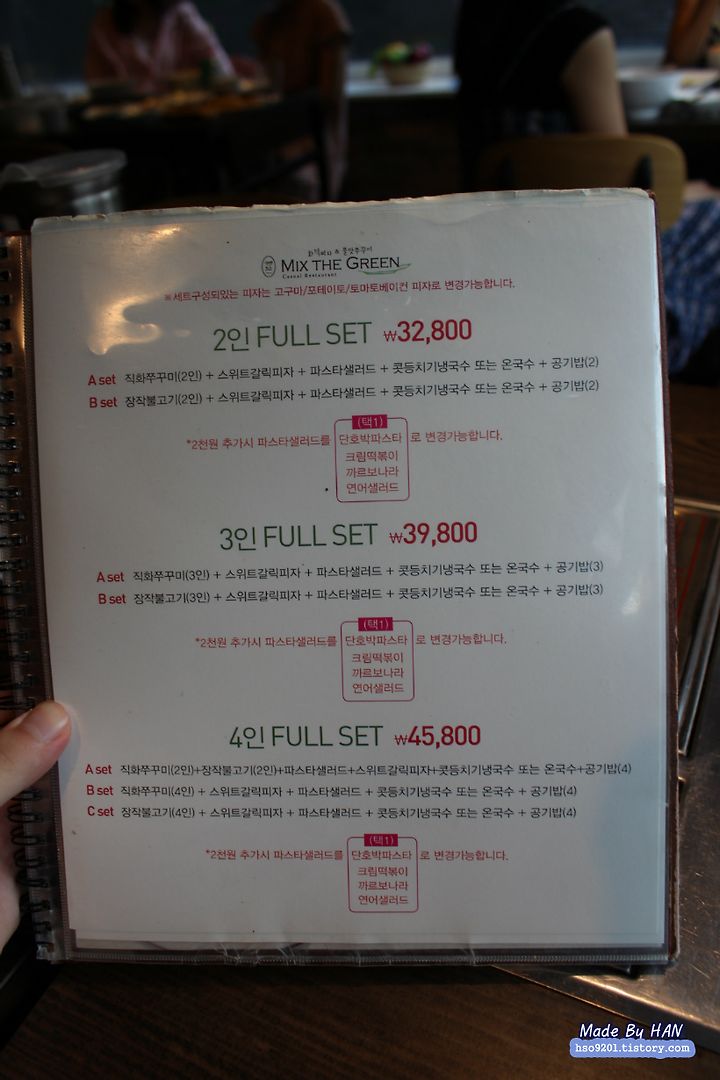 화덕피자 & 불맛쭈꾸미
MIX THE GREEN
Casual Restaurant
※세트구성되있는 피자는 고구마/포테이토/토마토베이컨 피자로 변경가능합니다.
2인 FULL SET ₩32,800
A set 직화쭈꾸미(2인) + 스위트갈릭피자 + 파스타샐러드 + 콧등치기냉국수 또는 온국수 + 공기밥(2)
B set 장작불고기(2인) + 스위트갈릭피자 + 파스타샐러드 + 콧등치기냉국수 또는 온국수 + 공기밥(2)
(택1)
*2천원 추가시 파스타샐러드를 단호박파스타 로 변경가능합니다.
크림떡볶이
까르보나라
연어샐러드
3인 FULL SET ₩39,800
A set 직화쭈꾸미(3인) + 스위트갈릭피자 + 파스타샐러드 + 콧등치기냉국수 또는 온국수 + 공기밥(3)
B set 장작불고기(3인) + 스위트갈릭피자 + 파스타샐러드 + 콧등치기냉국수 또는 온국수 + 공기밥(3)
(택1)
*2천원 추가시 파스타샐러드를 단호박파스타 로 변경가능합니다.
크림떡볶이
까르보나라
연어샐러드
4인 FULL SET ₩45,800
A set 직화쭈꾸미(2인)+장작불고기(2인)+파스타샐러드+스위트갈릭피자+콧등치기냉국수 또는 온국수+공기밥(4)
B set 직화쭈꾸미(4인) + 스위트갈릭피자 + 파스타샐러드 + 콧등치기냉국수 또는 온국수 + 공기밥(4)
C set 장작불고기(4인) + 스위트갈릭피자 + 파스타샐러드 + 콧등치기냉국수 또는 온국수 + 공기밥(4)
(택1)
*2천원 추가시 파스타샐러드를 단호박파스타 로 변경가능합니다.
크림떡볶이
까르보나라
연어샐러드
Made By HAN
hso9201.tistory.com